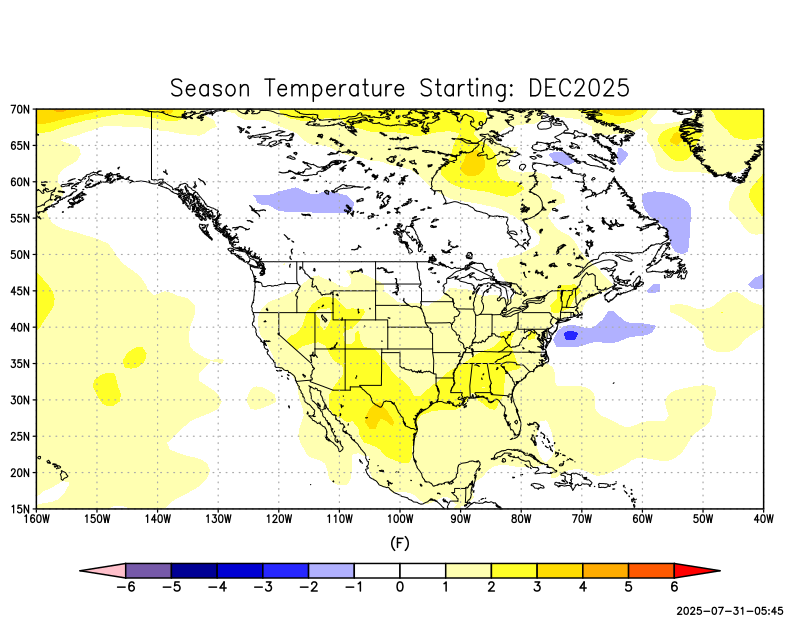 Season Temperature Starting: DEC2025
70N
65N
60N
55N
50N
45N
40N
35N
30N
25N
20N
15N
160W 150W 140W 130W 120W 110W 100W 90W 80W 70W 60W 50W 40W
(F)
−6 −5 −4 −3 −2 −1 0 1 2 3 4 5 6
2025-07-31-05:45